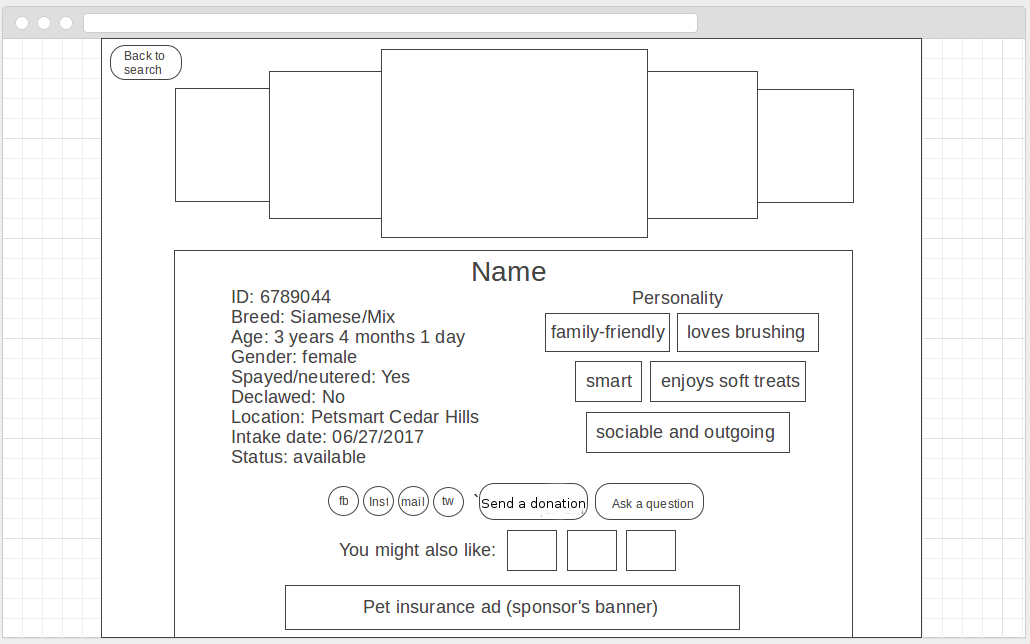 Back to
search
Name
ID: 6789044
Breed: Siamese/Mix
Age: 3 years 4 months 1 day
Gender: female
Spayed/neutered: Yes
Declawed: No
Location: Petsmart Cedar Hills
Intake date: 06/27/2017
Status: available
Personality
family-friendly
loves brushing
smart
enjoys soft treats
sociable and outgoing
fb
Inst
mail
tw
`Send a donation
Ask a question
You might also like:
Pet insurance ad (sponsor's banner)